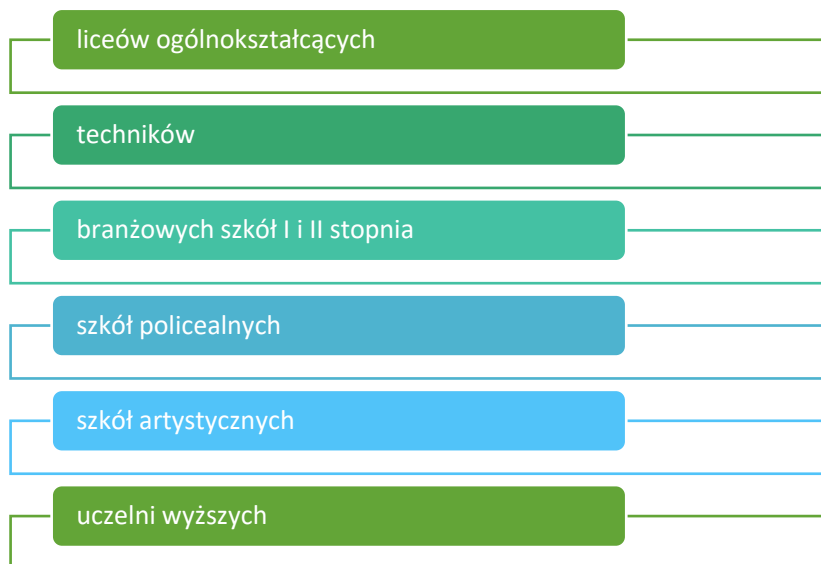 liceów ogólnokształcących
techników
branżowych szkół I i II stopnia
szkół policealnych
szkół artystycznych
uczelni wyższych